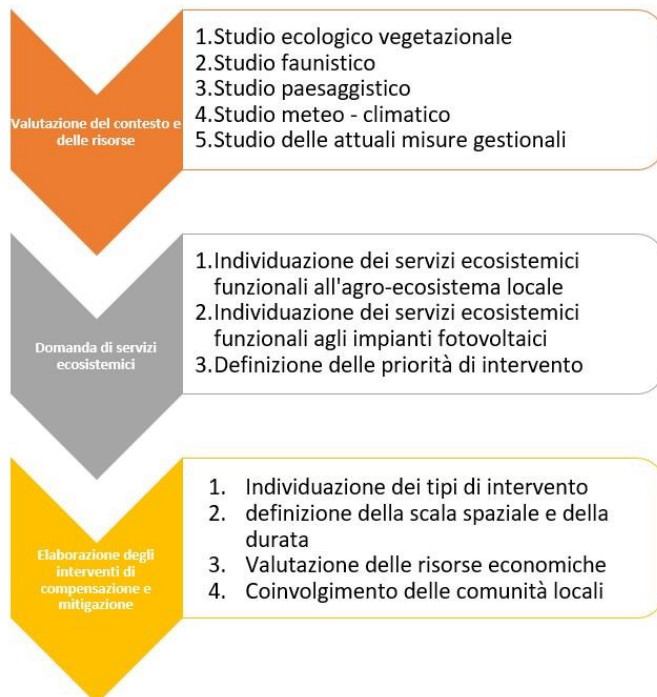 Valutazione del contesto e
delle risorse
1.Studio ecologico vegetazionale
2.Studio faunistico
3.Studio paesaggistico
4.Studio meteo - climatico
5.Studio delle attuali misure gestionali
Domanda di servizi
ecosistemici
1.Individuazione dei servizi ecosistemici
funzionali all'agro-ecosistema locale
2.Individuazione dei servizi ecosistemici
funzionali agli impianti fotovoltaici
3.Definizione delle priorità di intervento
Elaborazione degli
interventi di
compensazione e
mitigazione
1. Individuazione dei tipi di intervento
2. definizione della scala spaziale e della
durata
3. Valutazione delle risorse economiche
4. Coinvolgimento delle comunità locali